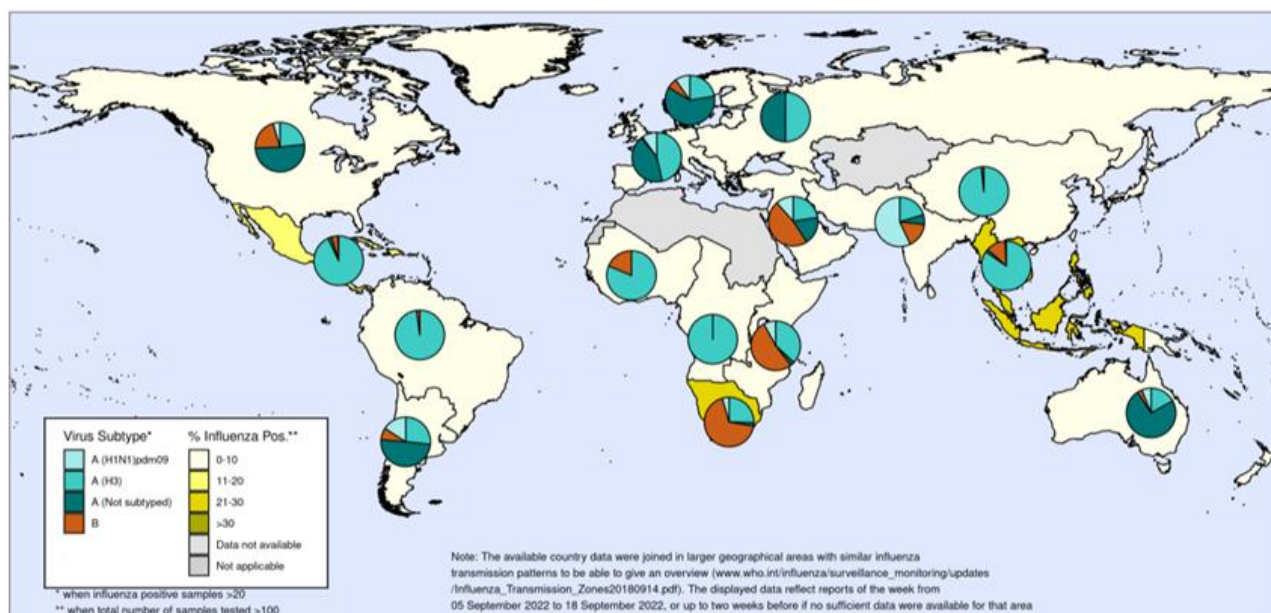 Virus Subtype*
A (H1N1)pdm09
A (H3)
A (Not subtyped)
B
% Influenza Pos.**
0-10
11-20
21-30
>30
Data not available
Not applicable
* when influenza positive samples >20
** when total number of samples tested >100
Note: The available country data were joined in larger geographical areas with similar influenza
transmission patterns to be able to give an overview (www.who.int/influenza/surveillance_monitoring/updates
/Influenza_Transmission_Zones20180914.pdf). The displayed data reflect reports of the week from
05 September 2022 to 18 September 2022, or up to two weeks before if no sufficient data were available for that area